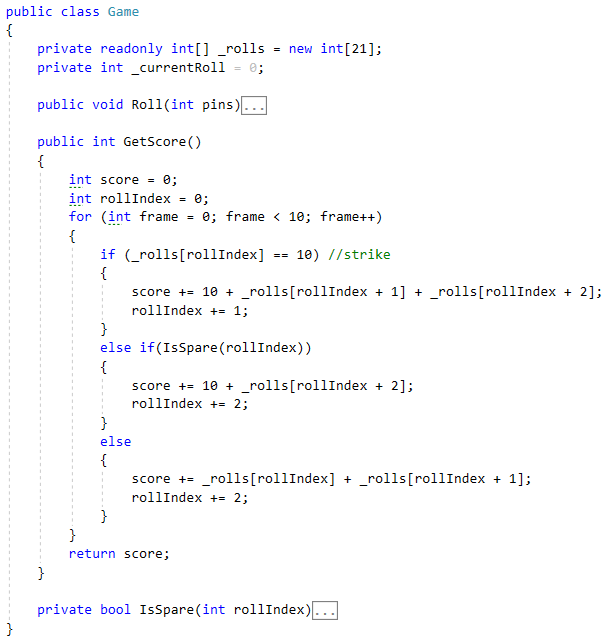 public class Game
{
    private readonly int[] _rolls = new int[21];
    private int _currentRoll = 0;

    public void Roll(int pins)...

    public int GetScore()
    {
        int score = 0;
        int rollIndex = 0;
        for (int frame = 0; frame < 10; frame++)
        {
            if (_rolls[rollIndex] == 10) //strike
            {
                score += 10 + _rolls[rollIndex + 1] + _rolls[rollIndex + 2];
                rollIndex += 1;
            }
            else if(IsSpare(rollIndex))
            {
                score += 10 + _rolls[rollIndex + 2];
                rollIndex += 2;
            }
            else
            {
                score += _rolls[rollIndex] + _rolls[rollIndex + 1];
                rollIndex += 2;
            }
        }
        return score;
    }

    private bool IsSpare(int rollIndex)...
}